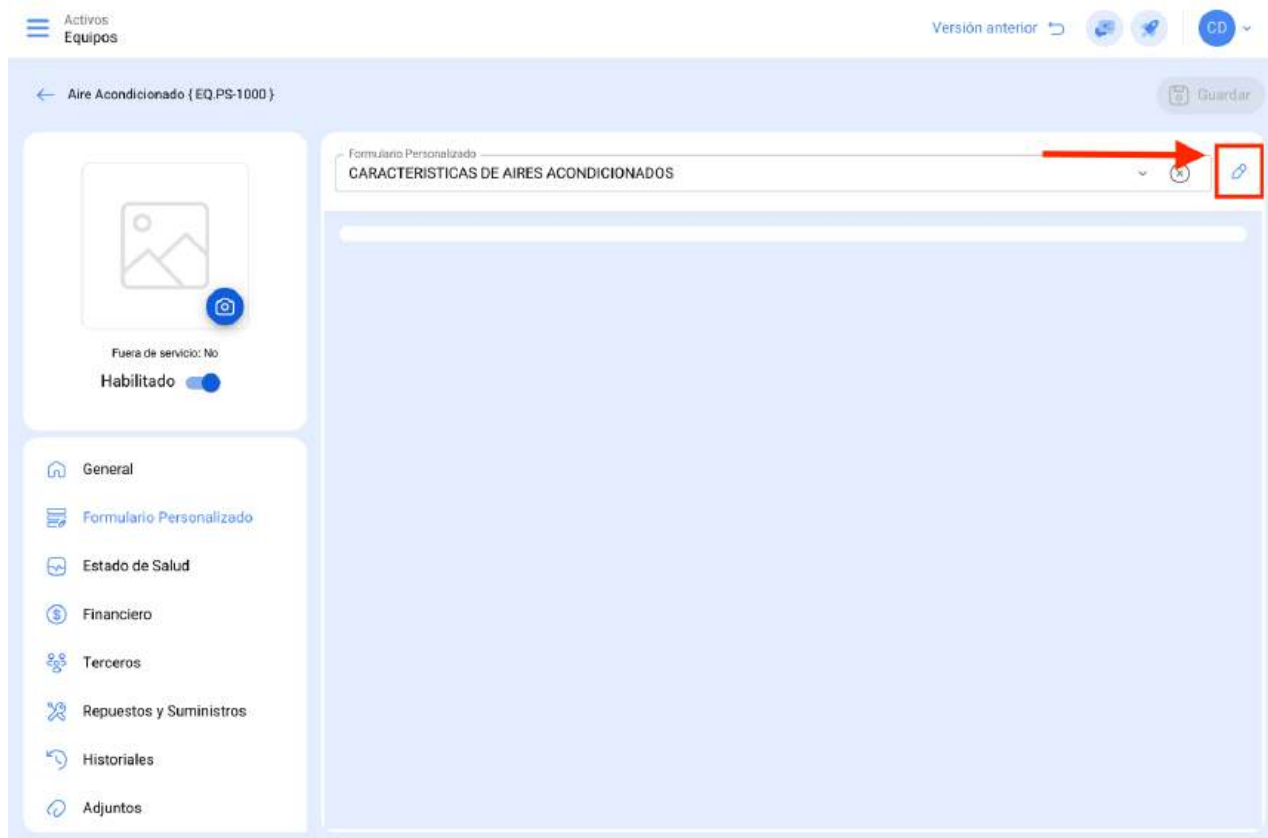 Activos
Equipos
Versión anterior
CD
Aire Acondicionado { EQ.PS-1000 }
Guardar
Formulario Personalizado
CARACTERISTICAS DE AIRES ACONDICIONADOS
Fuera de servicio: No
Habilitado
General
Formulario Personalizado
Estado de Salud
Financiero
Terceros
Repuestos y Suministros
Historiales
Adjuntos